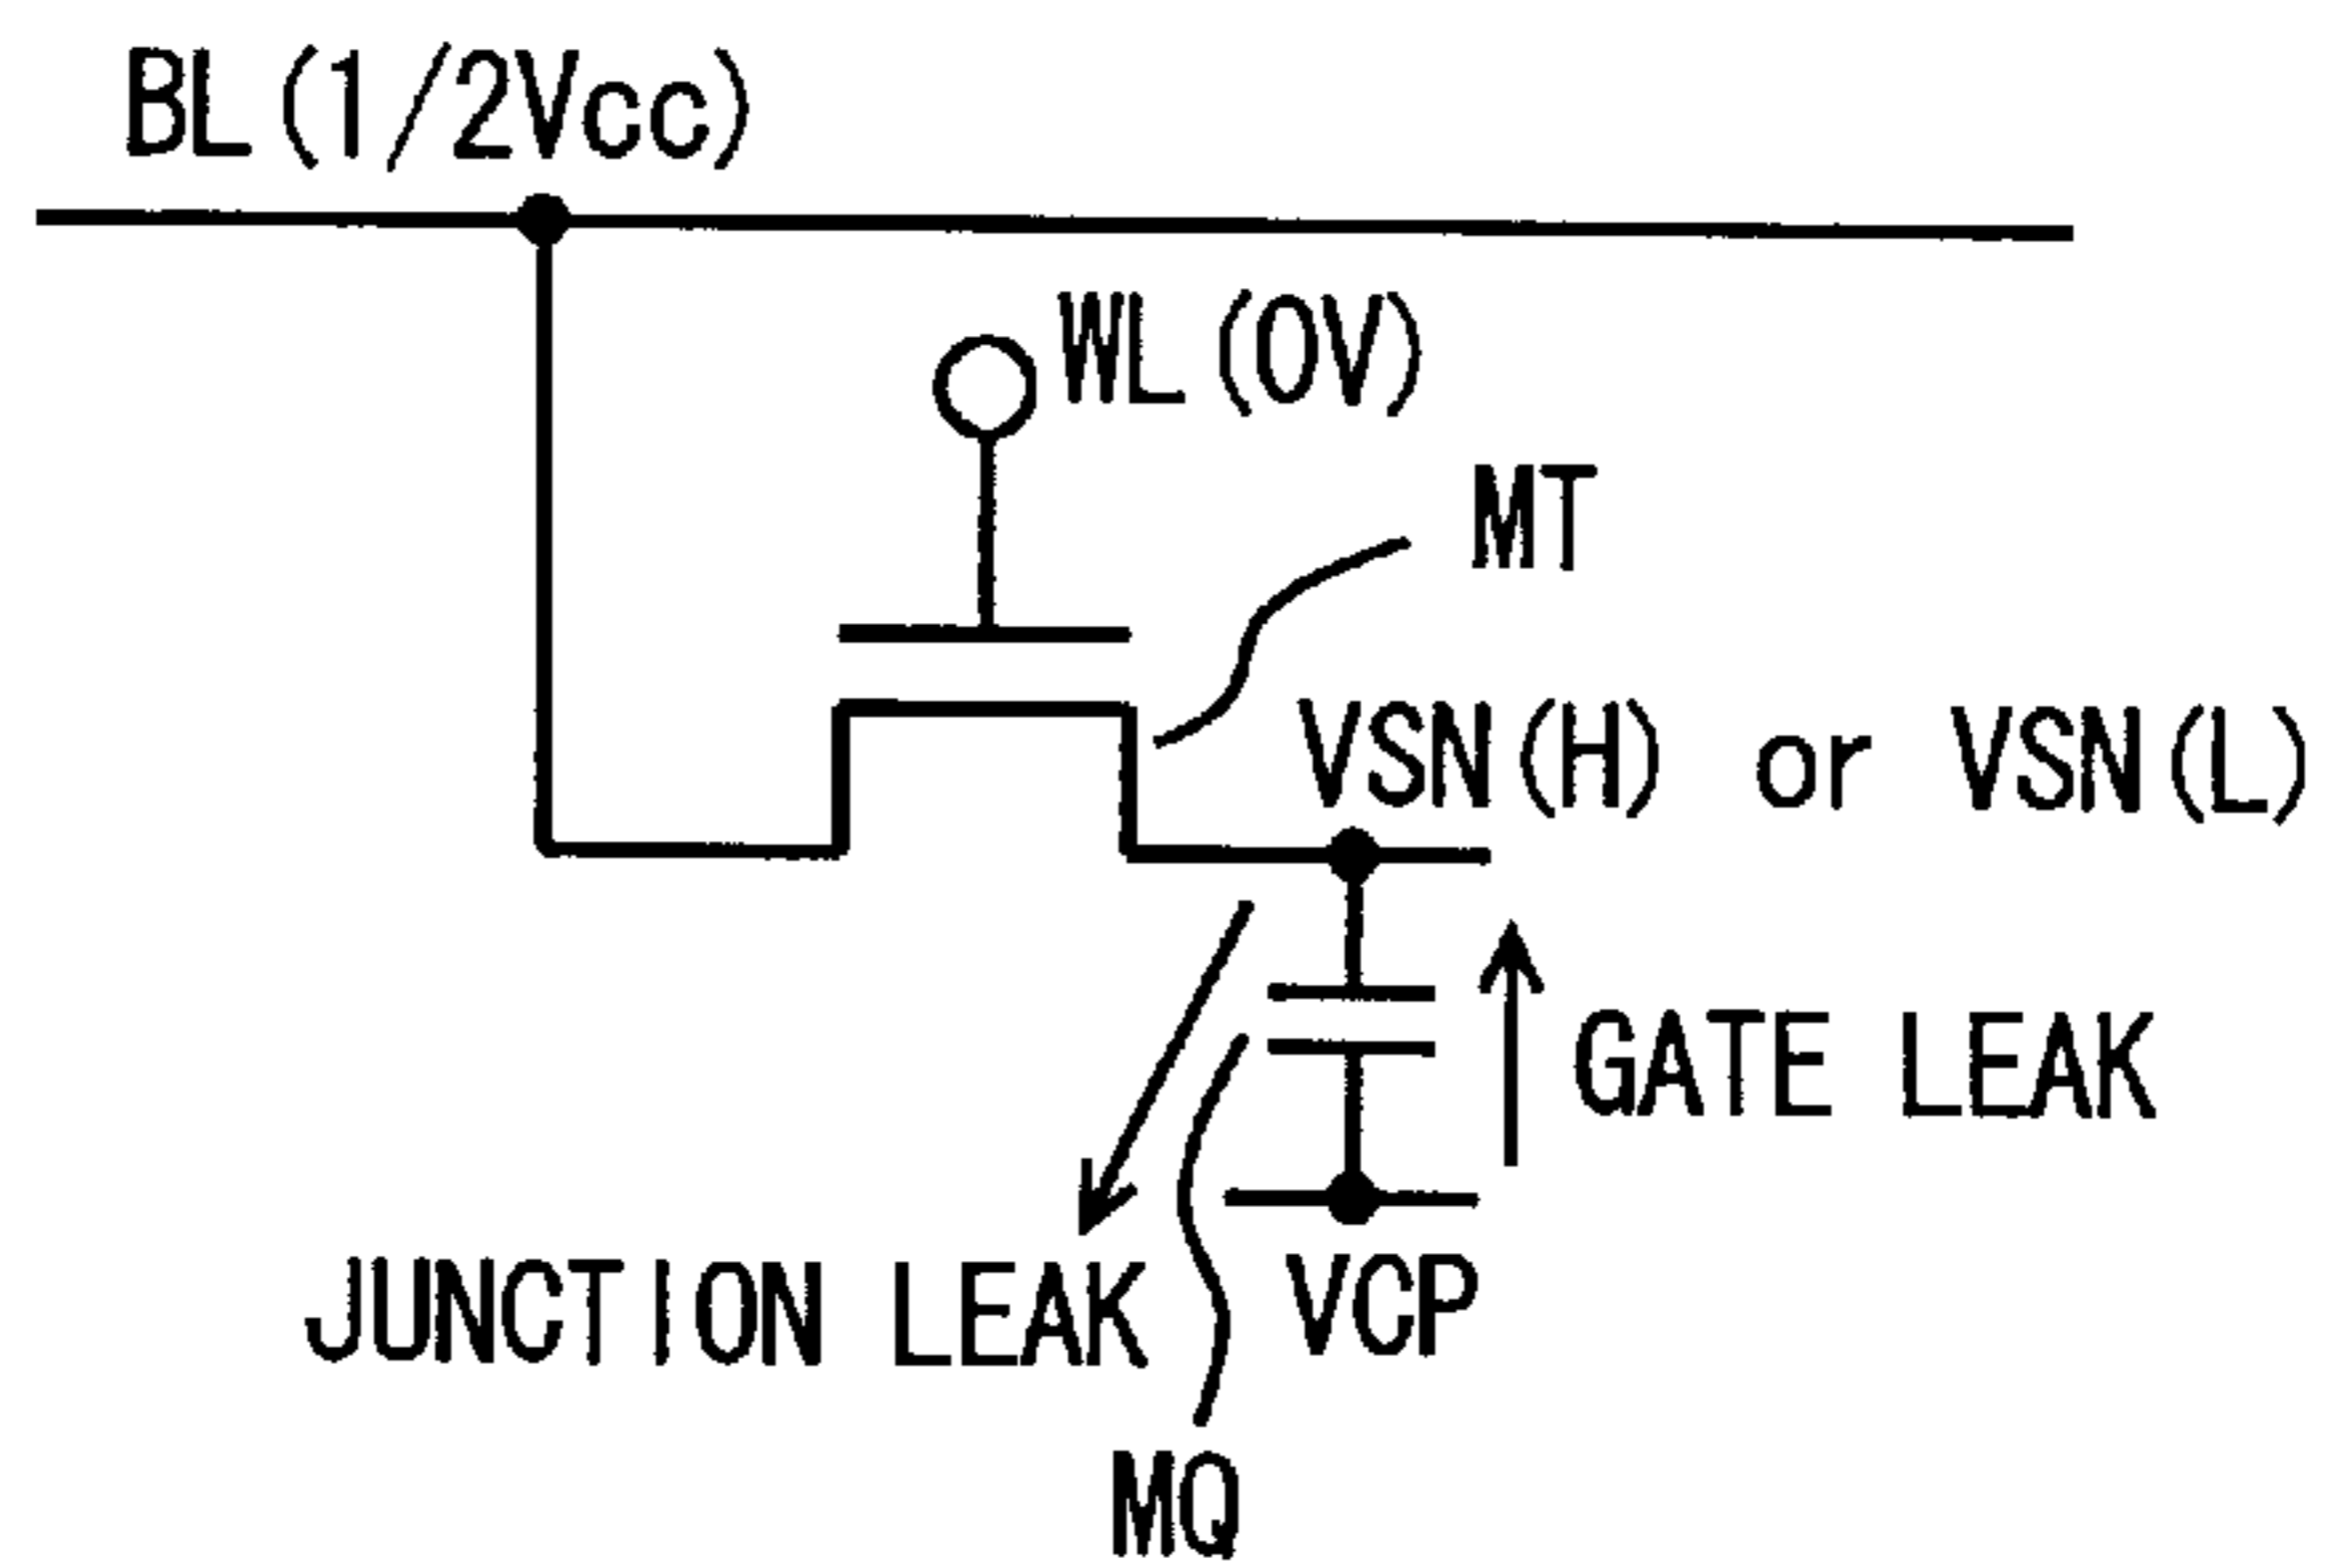 BL(1/2Vcc)
WL(0V)
MT
VSN(H) or VSN(L)
GATE LEAK
JUNCTION LEAK
VCP
MQ